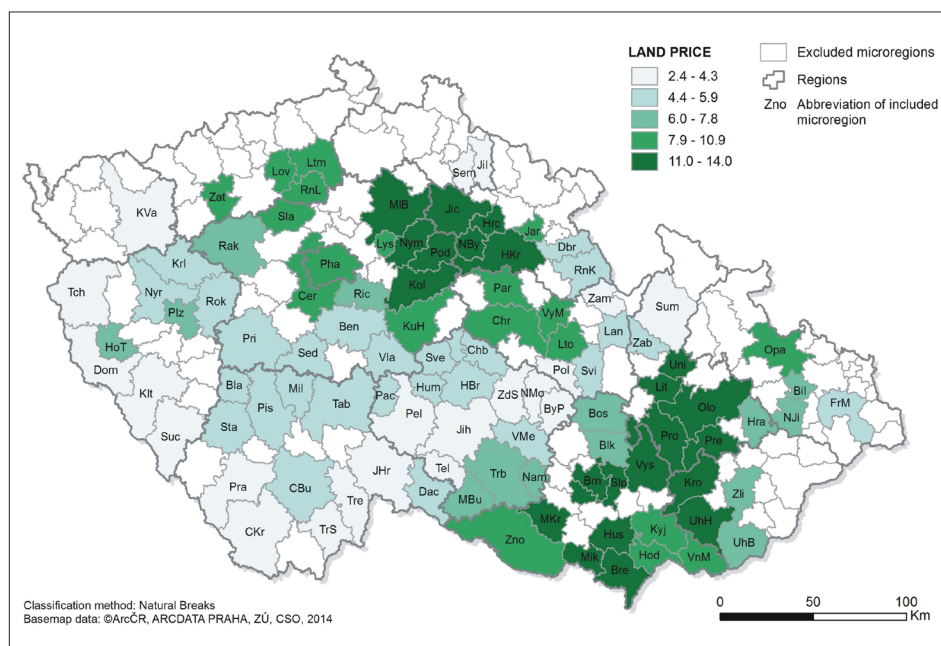 LAND PRICE
2.4 - 4.3
4.4 - 5.9
6.0 - 7.8
7.9 - 10.9
11.0 - 14.0
Excluded microregions
Regions
Zno Abbreviation of included
microregion
Jil
Sem
Ltm
Lov
RnL
Zat
KVa
Sla
MlB
Jic
Hrc
Jar
Rak
Lys
Nym
Pod
NBy
HKr
Dbr
Krl
Pha
RnK
Tch
Nyr
Rok
Cer
Ric
Kol
Par
Zam
Sum
Plz
KuH
Chr
VyM
HoT
Pri
Ben
Lto
Lan
Zab
Opa
Dom
Sed
Vla
Sve
Chb
Pol
Svi
Uni
Klt
Bla
Mil
Pac
Hum
HBr
ZdS
NMo
ByP
Lit
Bil
FrM
Pis
Tab
Pel
Bos
Olo
Hra
NJi
Suc
Sta
Jih
VMe
Blk
Pro
Pre
JHr
Tel
Trb
Nam
Vys
Pra
CBu
Tre
Dac
MBu
Brn
Slp
Kro
Zli
CKr
TrS
Zno
MKr
Hus
Kyj
UhH
UhB
Mik
Bre
Hod
VnM
Classification method: Natural Breaks
Basemap data: ©ArcČR, ARCDATA PRAHA, ZÚ, CSO, 2014
0 50 100
Km